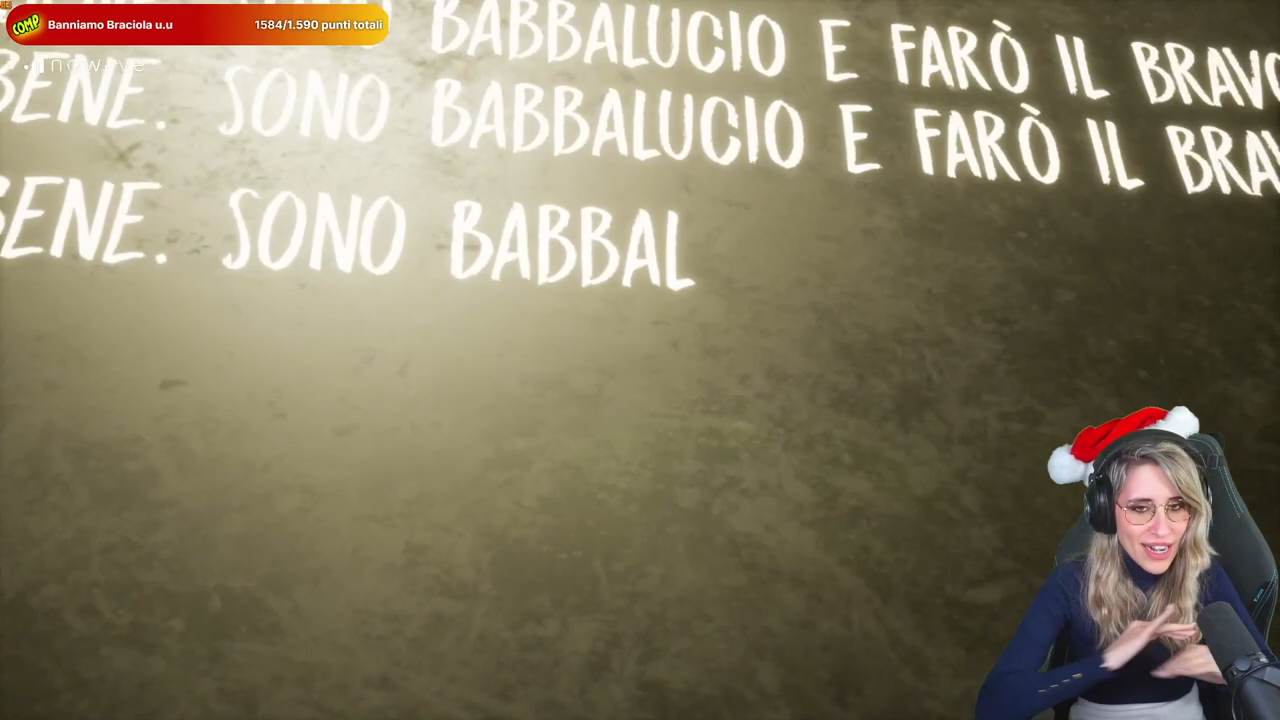 COMP Banniamo Braciola u.u 1584/1.590 punti totali
BABBALUCIO E FARÒ IL BRAVO
BENE. SONO BABBALUCIO E FARÒ IL BRAV
BENE. SONO BABBAL